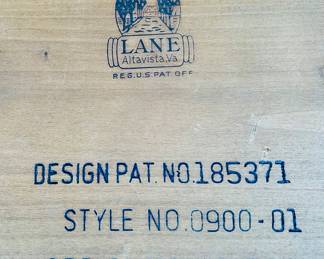 LANE
Altavista, Va
REG.U.S.PAT.OFF
DESIGN PAT. NO.185371
STYLE NO.0900-01